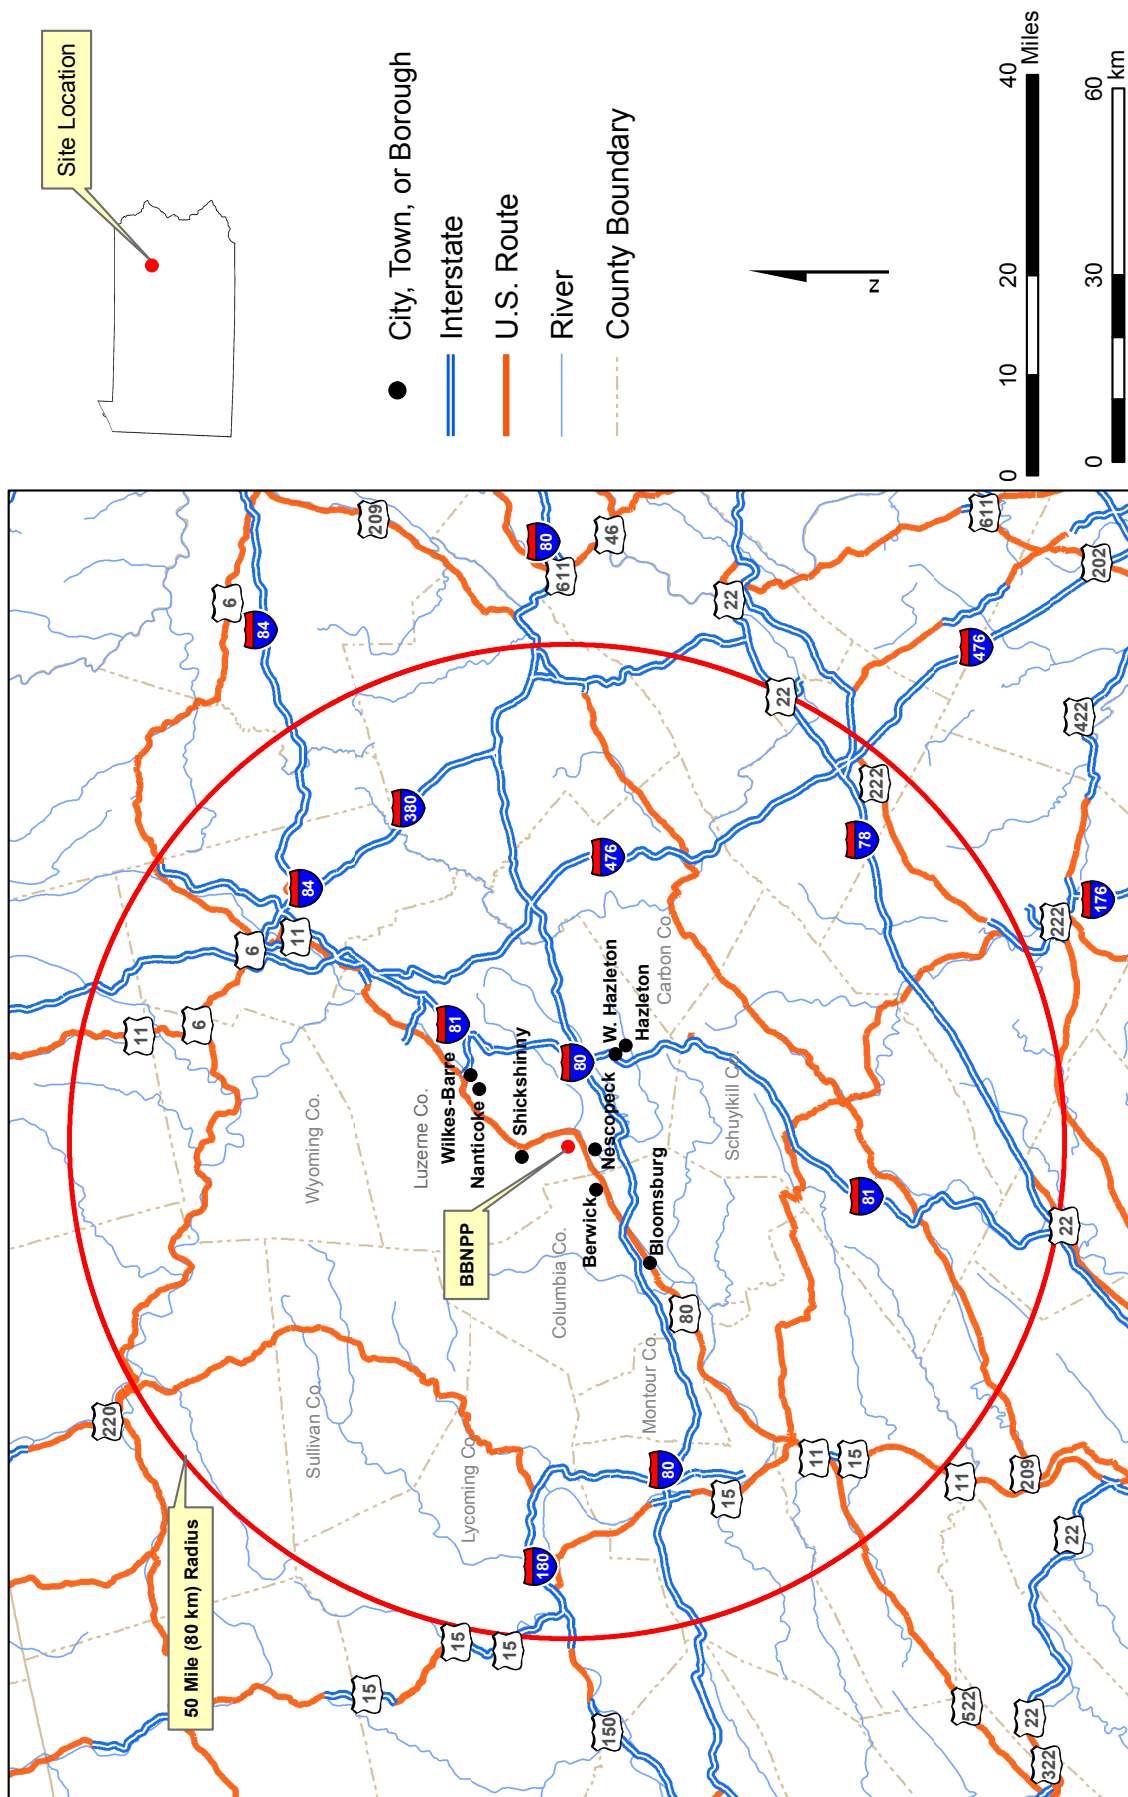 Site Location
City, Town, or Borough
Interstate
U.S. Route
River
County Boundary
N
0
10
20
40
Miles
0
30
60
km
50 Mile (80 km) Radius
BBNPP
Wyoming Co.
Sullivan Co.
Luzerne Co.
Lycoming Co.
Columbia Co.
Montour Co.
Schuylkill Co.
Carbon Co.
Wilkes-Barre
Nanticoke
Shickshinny
Nescopeck
Berwick
Bloomsburg
W. Hazleton
Hazleton
220
11
6
6
11
6
84
84
209
380
81
80
476
80
611
46
22
22
611
202
476
422
222
78
222
176
81
22
80
80
15
11
15
11
209
22
180
15
15
15
150
522
22
322